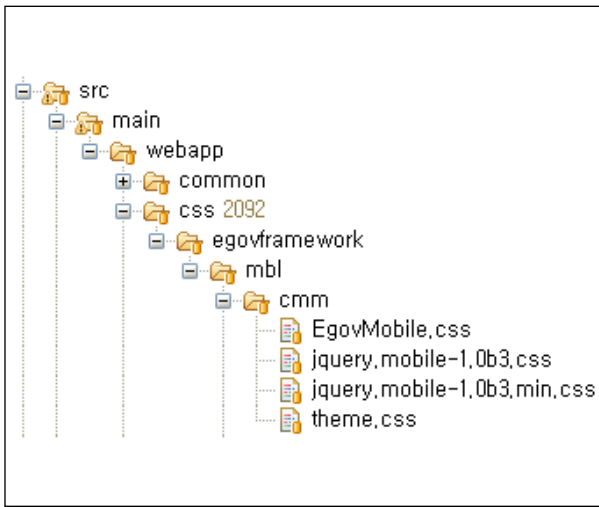 src
main
webapp
common
css 2092
egovframework
mbl
cmm
EgovMobile,css
jquery,mobile-1,0b3,css
jquery,mobile-1,0b3,min,css
theme,css